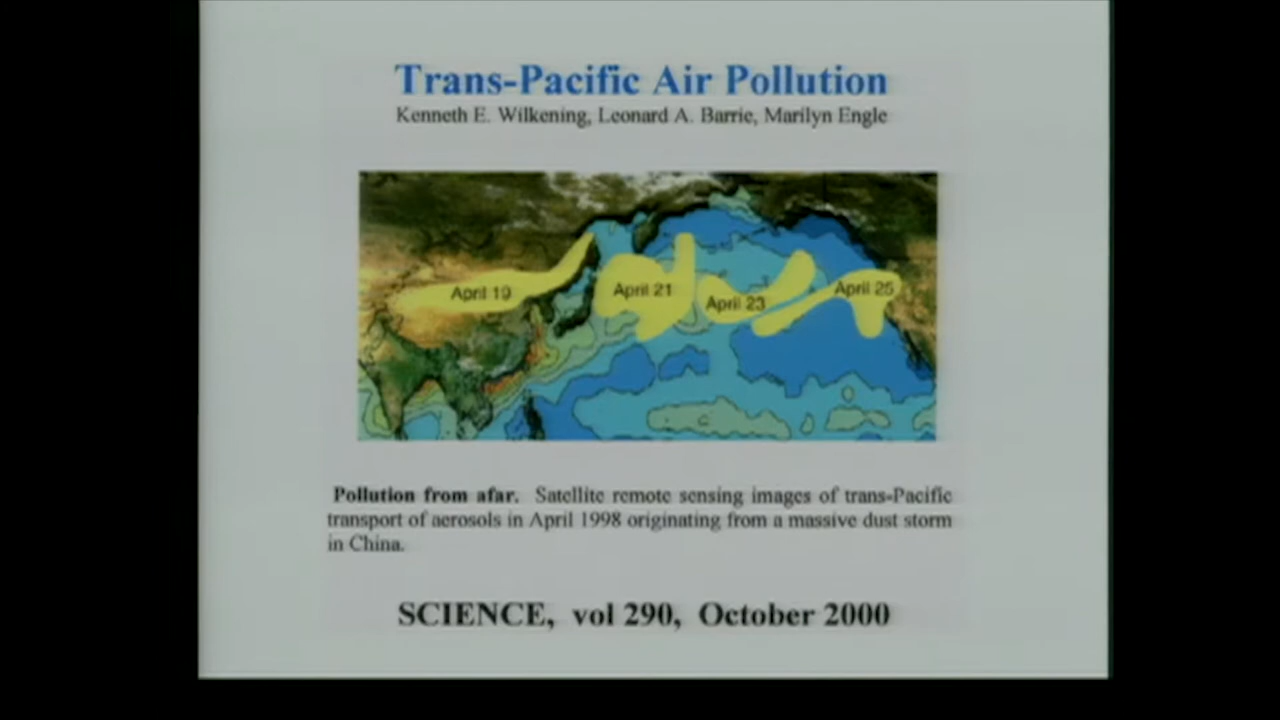 Trans-Pacific Air Pollution
Kenneth E. Wilkening, Leonard A. Barrie, Marilyn Engle
April 19
April 21
April 23
April 25
Pollution from afar. Satellite remote sensing images of trans-Pacific
transport of aerosols in April 1998 originating from a massive dust storm
in China.
SCIENCE, vol 290, October 2000